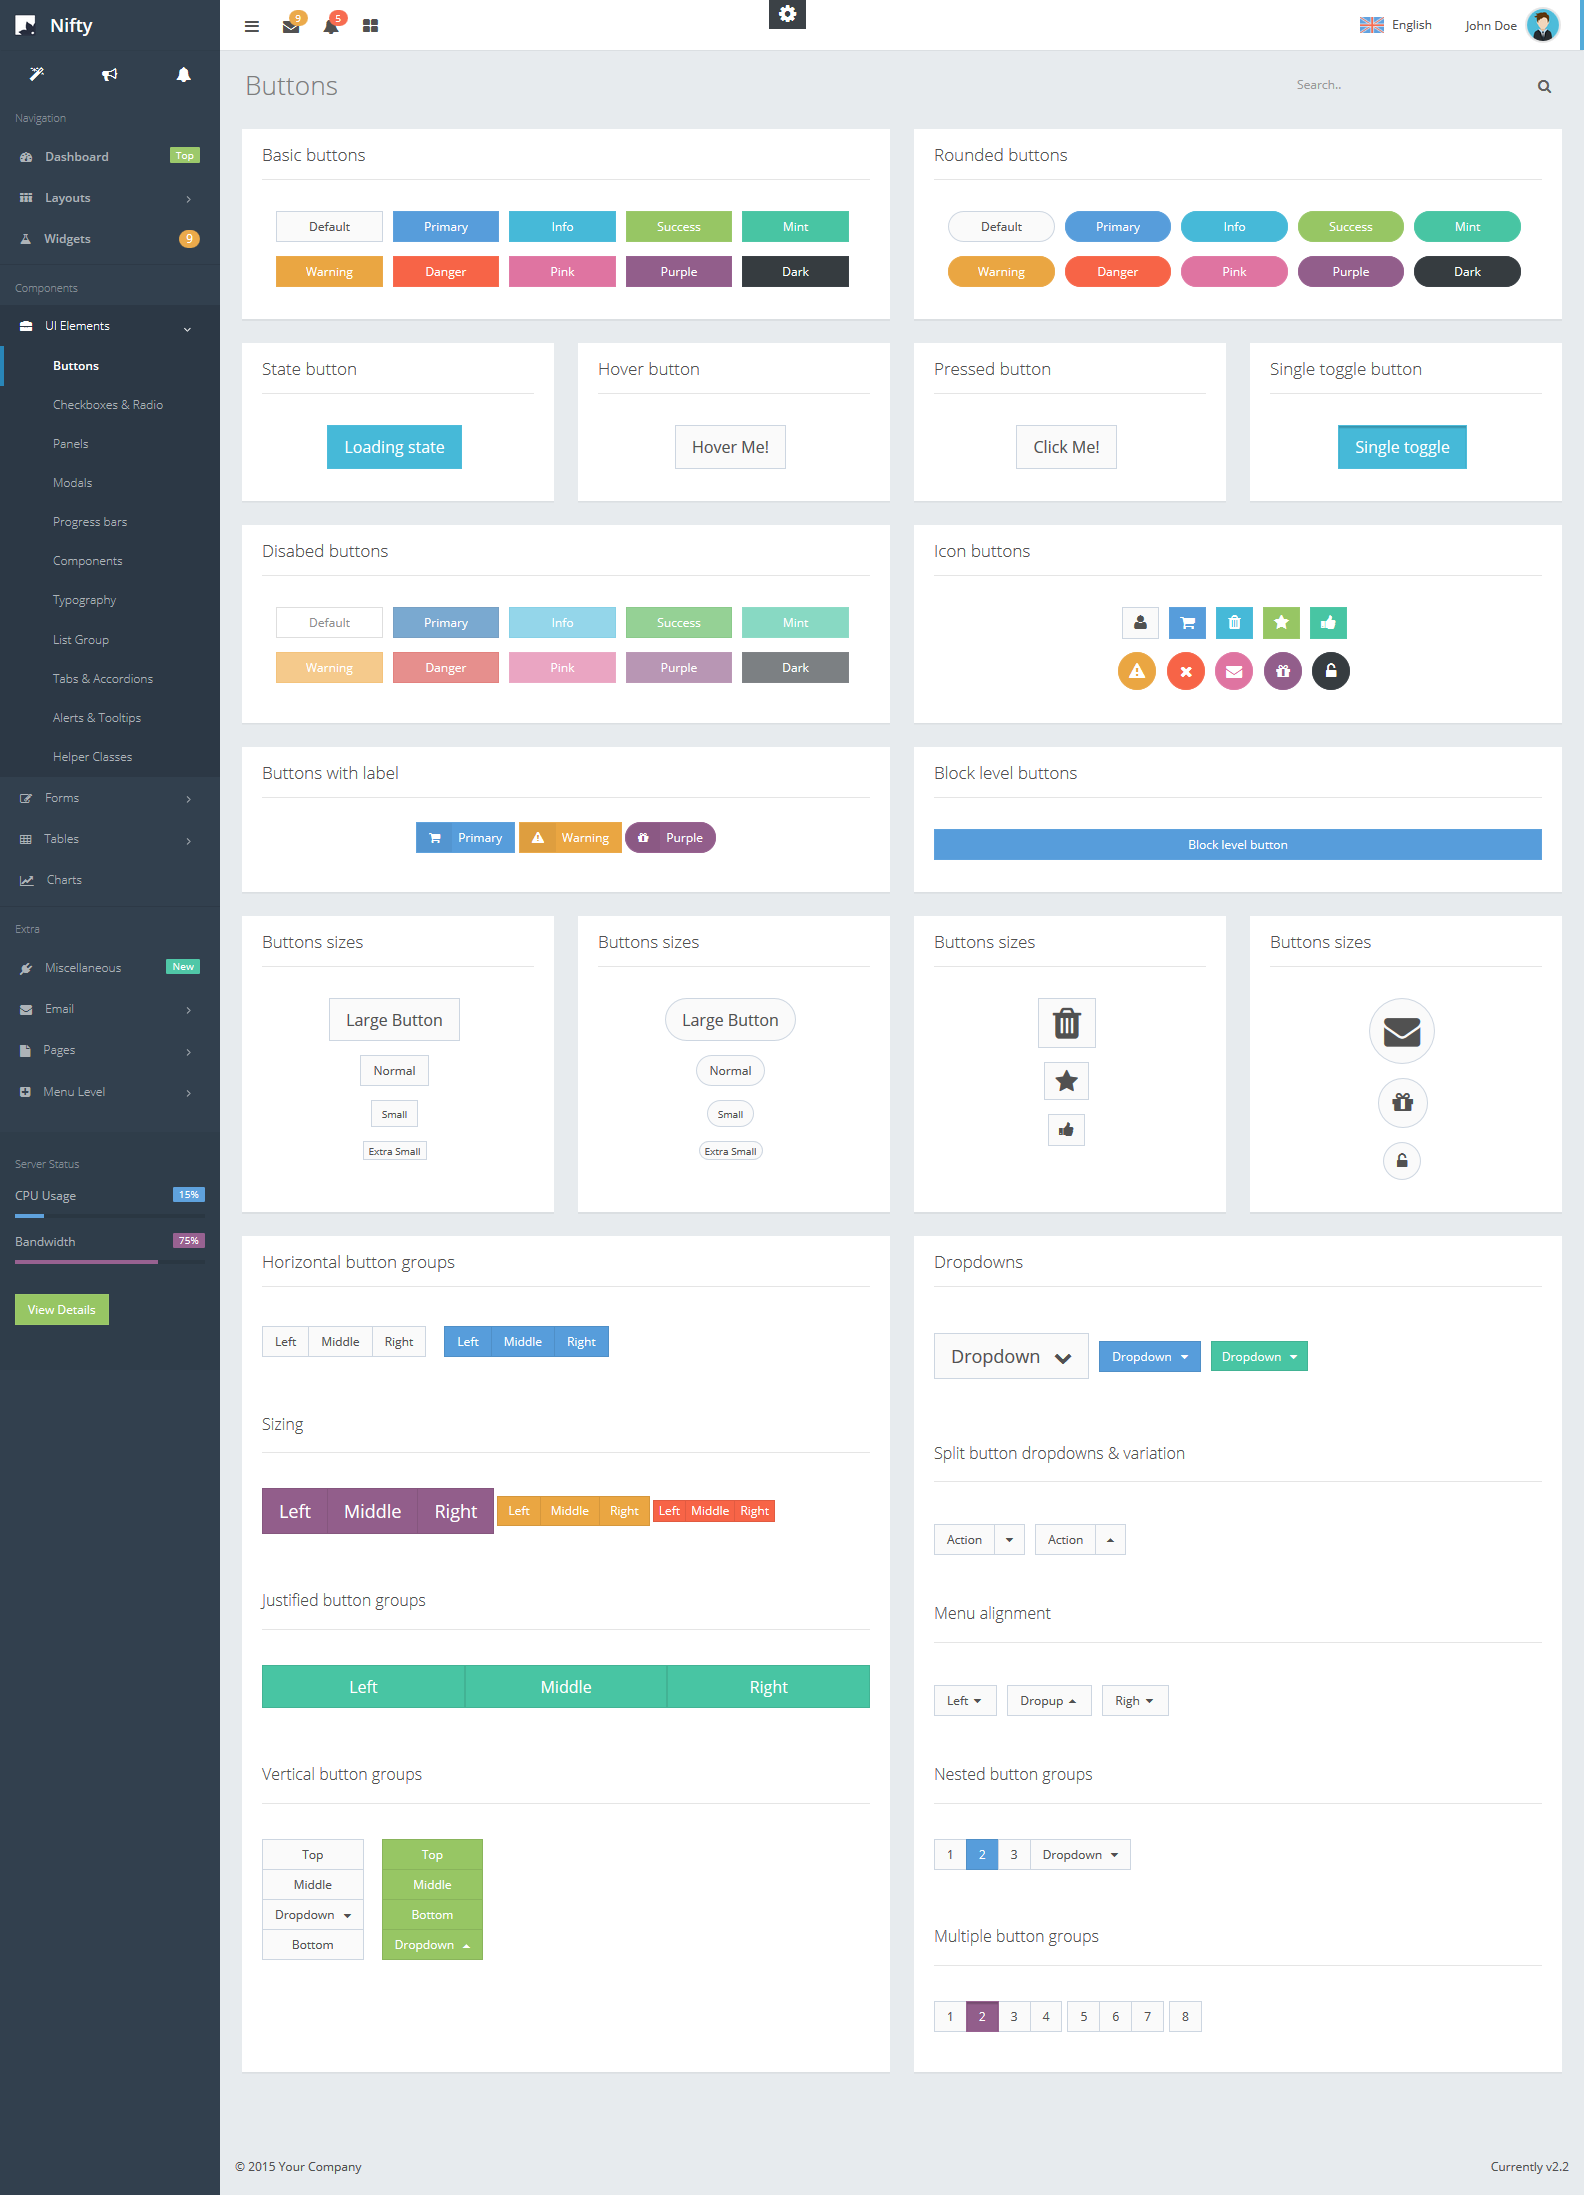 Nifty
9
5
English
John Doe
Navigation
Dashboard
Top
Layouts
Widgets
9
Components
UI Elements
Buttons
Checkboxes & Radio
Panels
Modals
Progress bars
Components
Typography
List Group
Tabs & Accordions
Alerts & Tooltips
Helper Classes
Forms
Tables
Charts
Extra
Miscellaneous
New
Email
Pages
Menu Level
Server Status
CPU Usage
15%
Bandwidth
75%
View Details
Buttons
Search..
Basic buttons
Default Primary Info Success Mint
Warning Danger Pink Purple Dark
Rounded buttons
Default Primary Info Success Mint
Warning Danger Pink Purple Dark
State button
Loading state
Hover button
Hover Me!
Pressed button
Click Me!
Single toggle button
Single toggle
Disabed buttons
Default Primary Info Success Mint
Warning Danger Pink Purple Dark
Icon buttons
Buttons with label
Primary Warning Purple
Block level buttons
Block level button
Buttons sizes
Large Button
Normal
Small
Extra Small
Buttons sizes
Large Button
Normal
Small
Extra Small
Buttons sizes
Buttons sizes
Horizontal button groups
Left Middle Right Left Middle Right
Sizing
Left Middle Right Left Middle Right Left Middle Right
Justified button groups
Left Middle Right
Vertical button groups
Top
Middle
Dropdown
Bottom
Top
Middle
Bottom
Dropdown
Dropdowns
Dropdown Dropdown Dropdown
Split button dropdowns & variation
Action Action
Menu alignment
Left Dropup Righ
Nested button groups
1 2 3 Dropdown
Multiple button groups
1 2 3 4 5 6 7 8
© 2015 Your Company
Currently v2.2